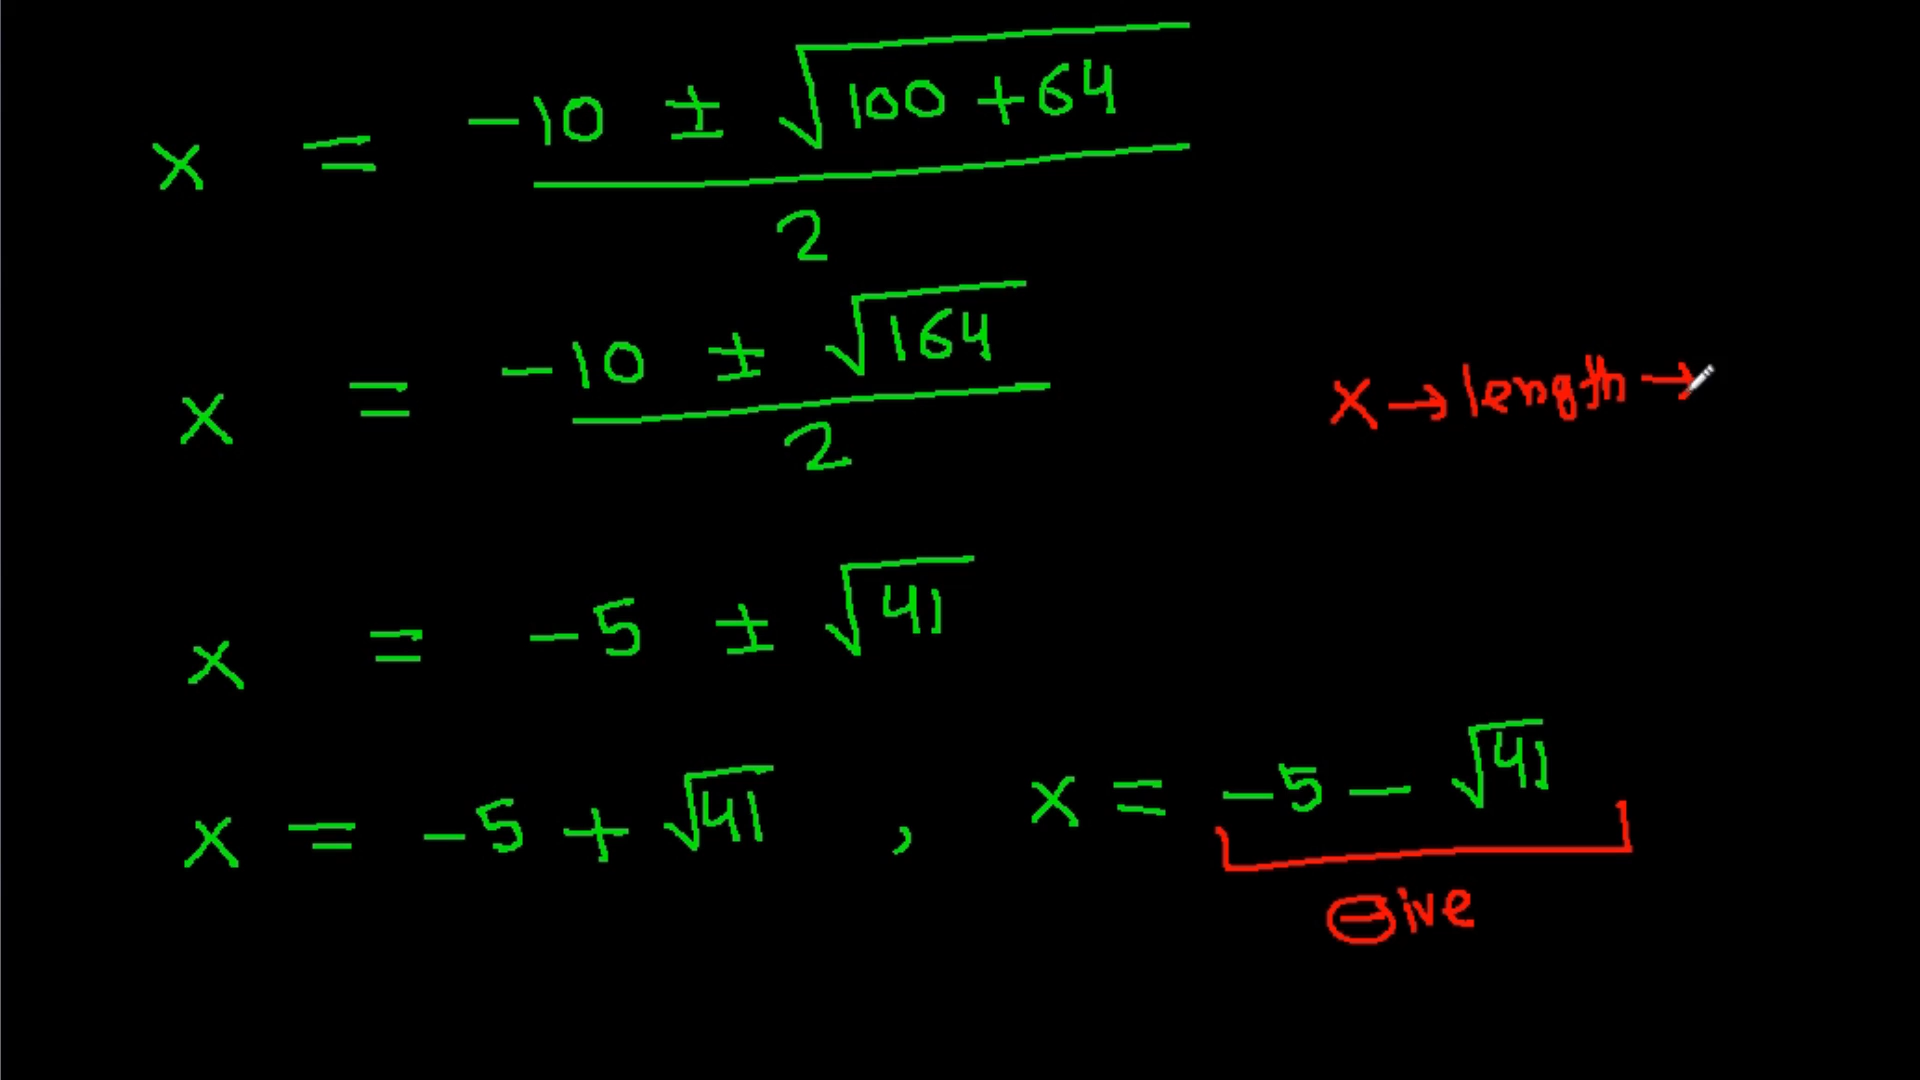 x = (-10 ± √(100 + 64)) / 2
x = (-10 ± √164) / 2
x → length →
x = -5 ± √41
x = -5 + √41 , x = -5 - √41
⊖ive